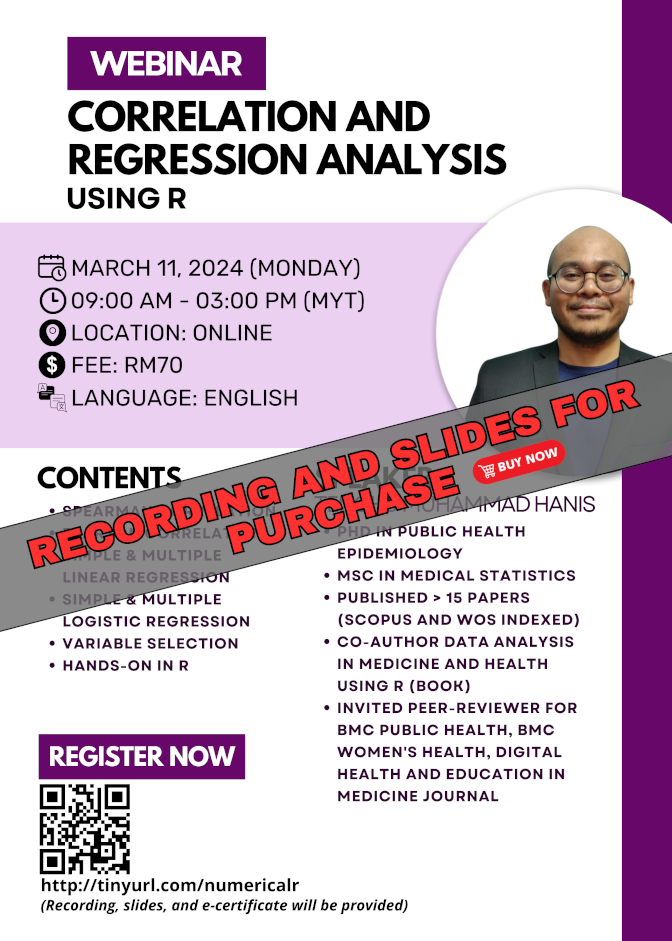 WEBINAR
CORRELATION AND
REGRESSION ANALYSIS
USING R
MARCH 11, 2024 (MONDAY)
09:00 AM - 03:00 PM (MYT)
LOCATION: ONLINE
FEE: RM70
LANGUAGE: ENGLISH
RECORDING AND SLIDES FOR
PURCHASE
BUY NOW
CONTENTS
• SIMPLE & MULTIPLE
LINEAR REGRESSION
• SIMPLE & MULTIPLE
LOGISTIC REGRESSION
• VARIABLE SELECTION
• HANDS-ON IN R
MUHAMMAD HANIS
• PHD IN PUBLIC HEALTH
EPIDEMIOLOGY
• MSC IN MEDICAL STATISTICS
• PUBLISHED > 15 PAPERS
(SCOPUS AND WOS INDEXED)
• CO-AUTHOR DATA ANALYSIS
IN MEDICINE AND HEALTH
USING R (BOOK)
• INVITED PEER-REVIEWER FOR
BMC PUBLIC HEALTH, BMC
WOMEN'S HEALTH, DIGITAL
HEALTH AND EDUCATION IN
MEDICINE JOURNAL
REGISTER NOW
http://tinyurl.com/numericalr
(Recording, slides, and e-certificate will be provided)